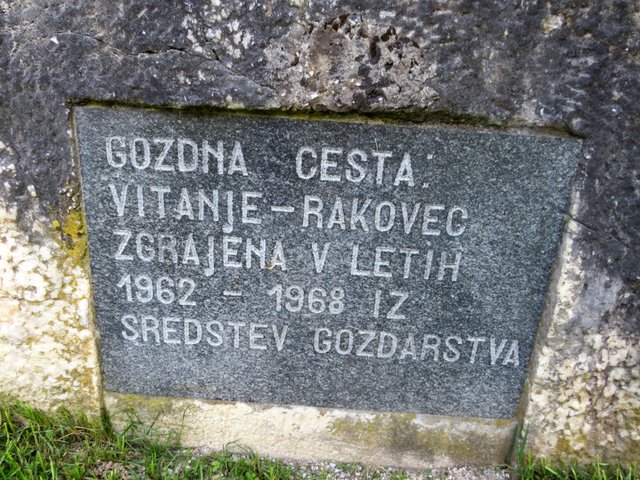 GOZDNA CESTA:
VITANJE-RAKOVEC
ZGRAJENA V LETIH
1962 - 1968 IZ
SREDSTEV GOZDARSTVA